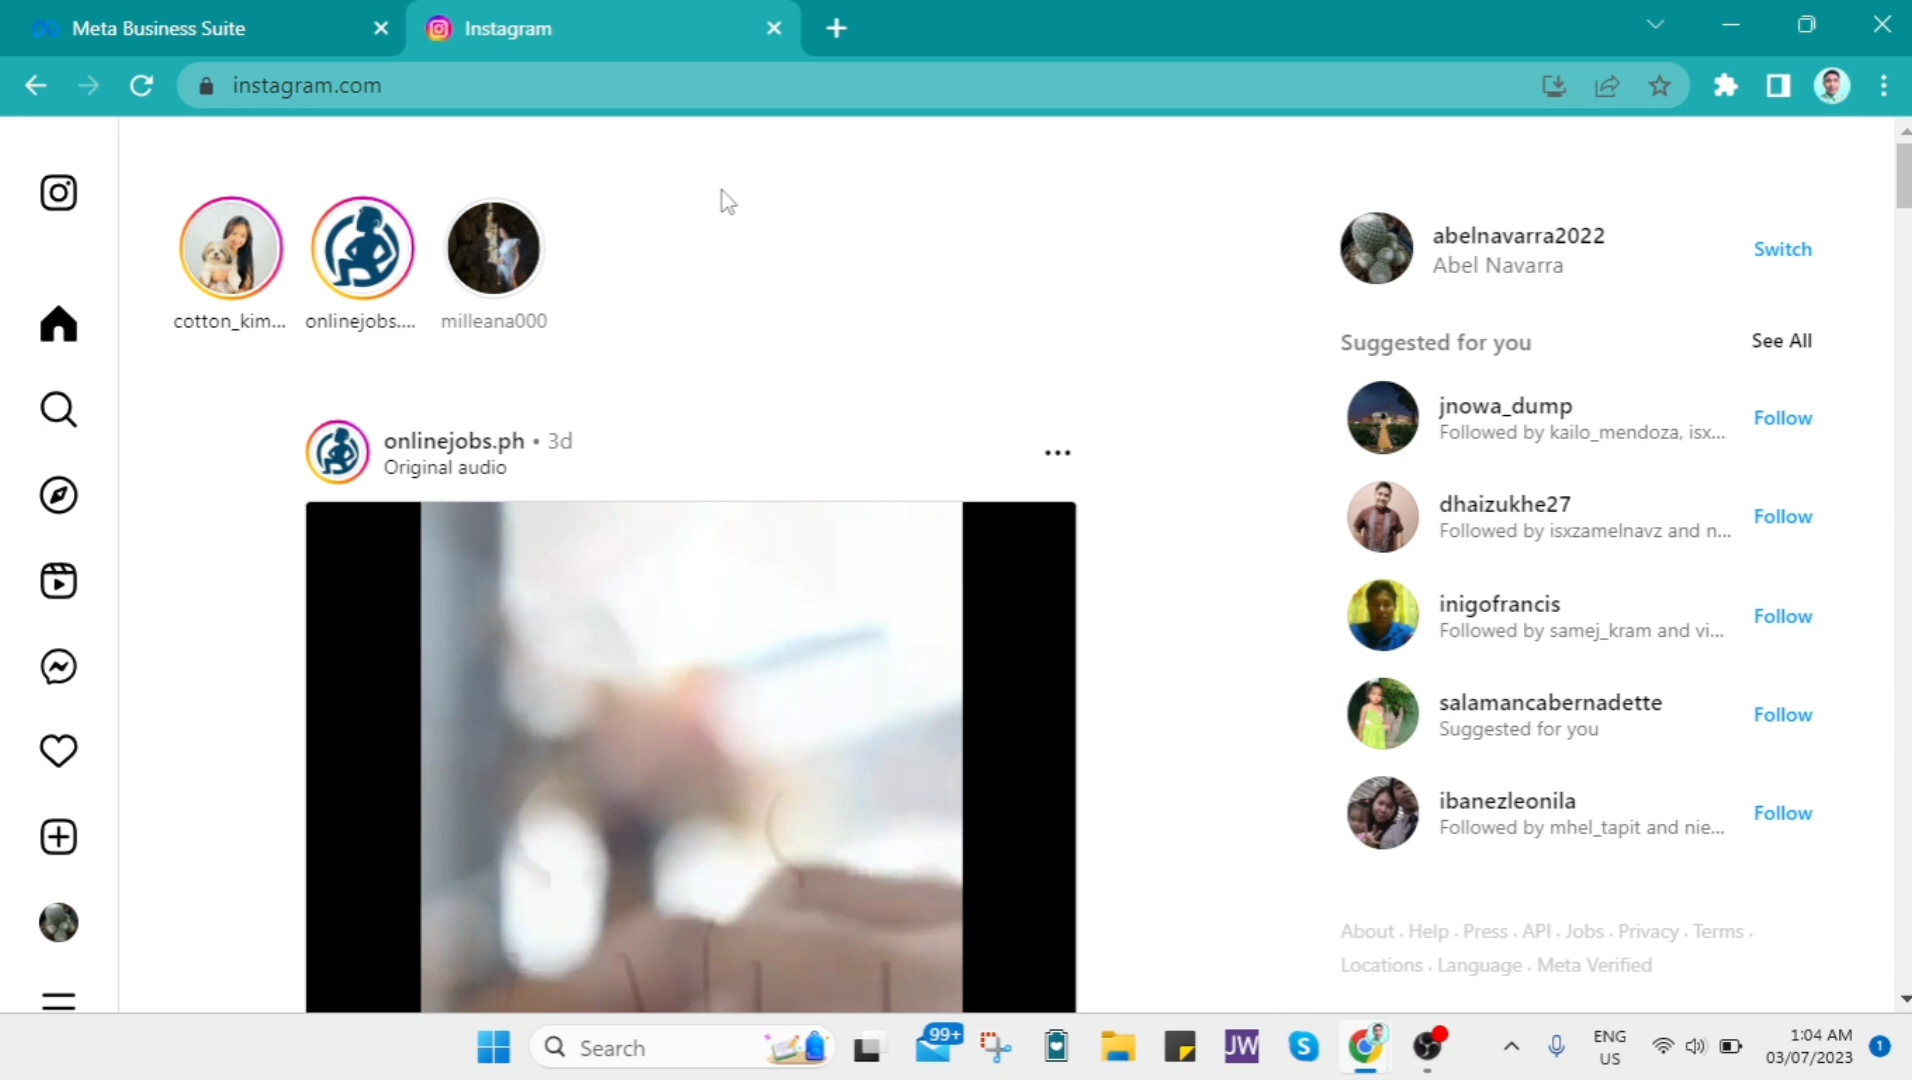 Meta Business Suite
Instagram
instagram.com
cotton_kim...
onlinejobs....
milleana000
abelnavarra2022
Abel Navarra
Switch
Suggested for you
See All
jnowa_dump
Followed by kailo_mendoza, isx...
Follow
dhaizukhe27
Followed by isxzamelnavz and n...
Follow
inigofrancis
Followed by samej_kram and vi...
Follow
salamancabernadette
Suggested for you
Follow
ibanezleonila
Followed by mhel_tapit and nie...
Follow
onlinejobs.ph • 3d
Original audio
About . Help . Press . API . Jobs . Privacy . Terms .
Locations . Language . Meta Verified
Search
99+
JW
S
ENG
US
1:04 AM
03/07/2023
1